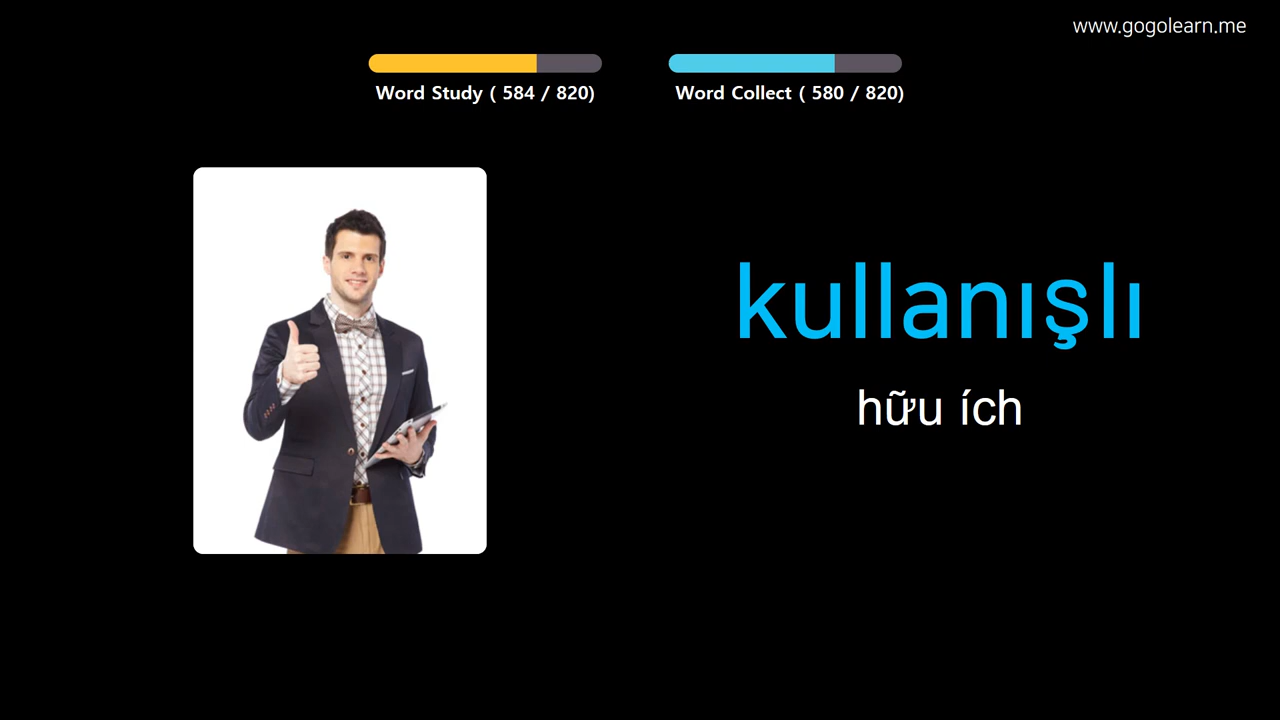 www.gogolearn.me
Word Study ( 584 / 820)
Word Collect ( 580 / 820)
kullanışlı
hữu ích